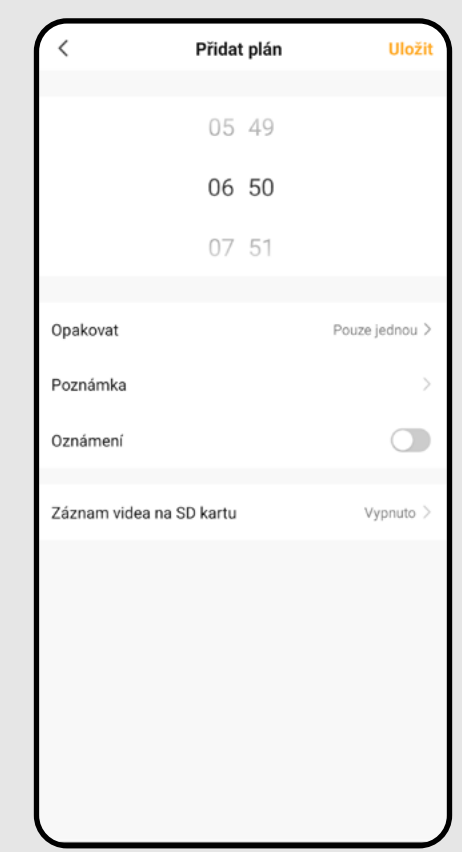 Přidat plán Uložit
05 49
06 50
07 51
Opakovat Pouze jednou
Poznámka
Oznámení
Záznam videa na SD kartu Vypnuto